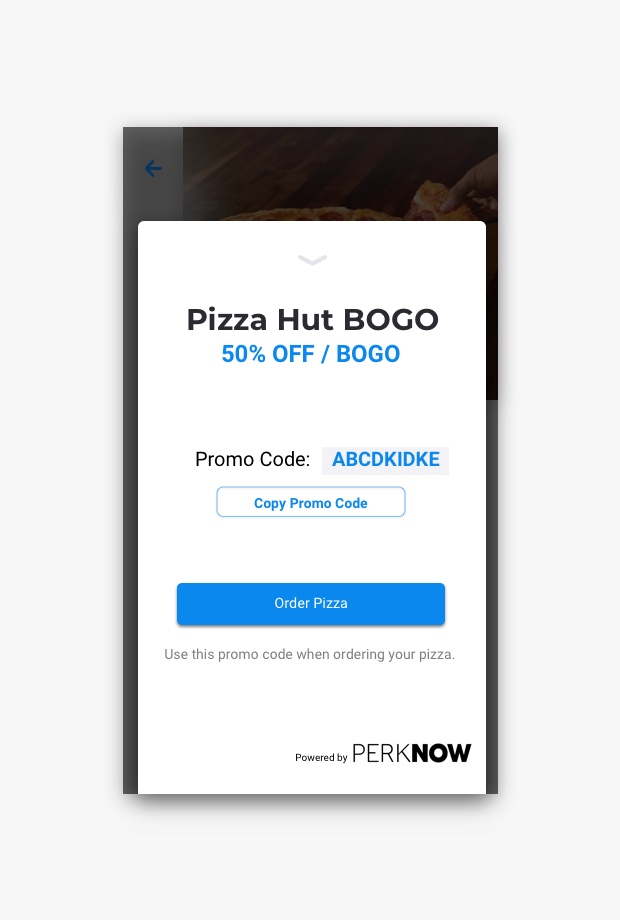 Pizza Hut BOGO
50% OFF / BOGO
Promo Code: ABCDKIDKE
Copy Promo Code
Order Pizza
Use this promo code when ordering your pizza.
Powered by PERKNOW